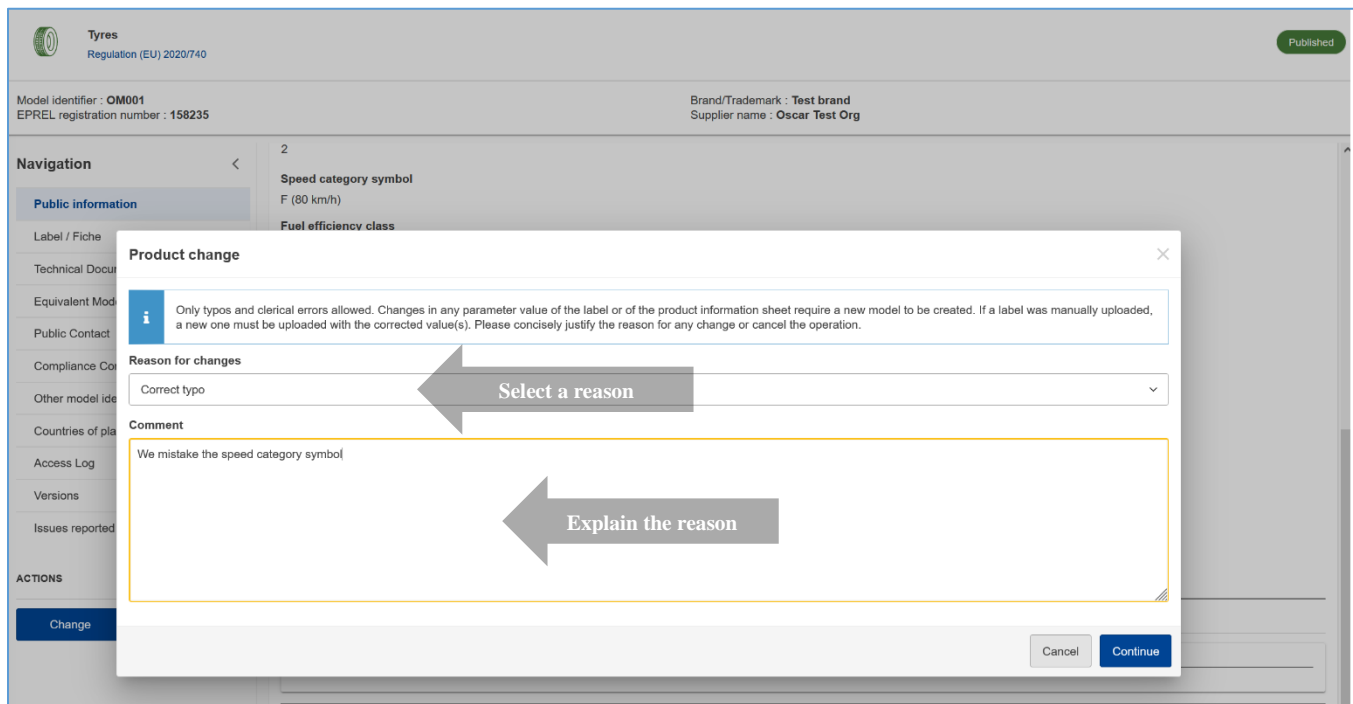 Tyres
Regulation (EU) 2020/740
Published
Model identifier : OM001
EPREL registration number : 158235
Brand/Trademark : Test brand
Supplier name : Oscar Test Org
Navigation
Public information
Label / Fiche
Technical Docu
Equivalent Mod
Public Contact
Compliance Co
Other model ide
Countries of pla
Access Log
Versions
Issues reported
ACTIONS
Change
2
Speed category symbol
F (80 km/h)
Fuel efficiency class
Product change
Only typos and clerical errors allowed. Changes in any parameter value of the label or of the product information sheet require a new model to be created. If a label was manually uploaded,
a new one must be uploaded with the corrected value(s). Please concisely justify the reason for any change or cancel the operation.
Reason for changes
Correct typo
Select a reason
Comment
We mistake the speed category symbol
Explain the reason
Cancel
Continue